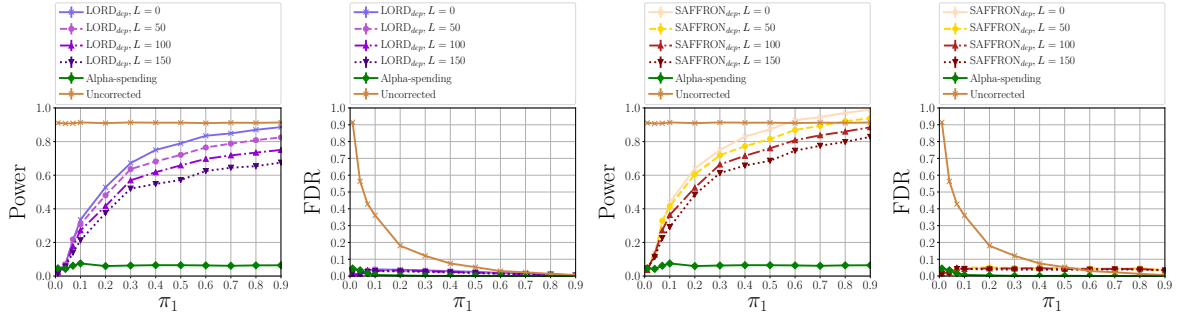 LORD_dep, L = 0
LORD_dep, L = 50
LORD_dep, L = 100
LORD_dep, L = 150
Alpha-spending
Uncorrected
1.0
0.8
0.6
0.4
0.2
0.0
Power
0.0 0.1 0.2 0.3 0.4 0.5 0.6 0.7 0.8 0.9
π₁
LORD_dep, L = 0
LORD_dep, L = 50
LORD_dep, L = 100
LORD_dep, L = 150
Alpha-spending
Uncorrected
1.0
0.9
0.8
0.7
0.6
0.5
0.4
0.3
0.2
0.1
0.0
FDR
0.0 0.1 0.2 0.3 0.4 0.5 0.6 0.7 0.8 0.9
π₁
SAFFRON_dep, L = 0
SAFFRON_dep, L = 50
SAFFRON_dep, L = 100
SAFFRON_dep, L = 150
Alpha-spending
Uncorrected
1.0
0.8
0.6
0.4
0.2
0.0
Power
0.0 0.1 0.2 0.3 0.4 0.5 0.6 0.7 0.8 0.9
π₁
SAFFRON_dep, L = 0
SAFFRON_dep, L = 50
SAFFRON_dep, L = 100
SAFFRON_dep, L = 150
Alpha-spending
Uncorrected
1.0
0.9
0.8
0.7
0.6
0.5
0.4
0.3
0.2
0.1
0.0
FDR
0.0 0.1 0.2 0.3 0.4 0.5 0.6 0.7 0.8 0.9
π₁